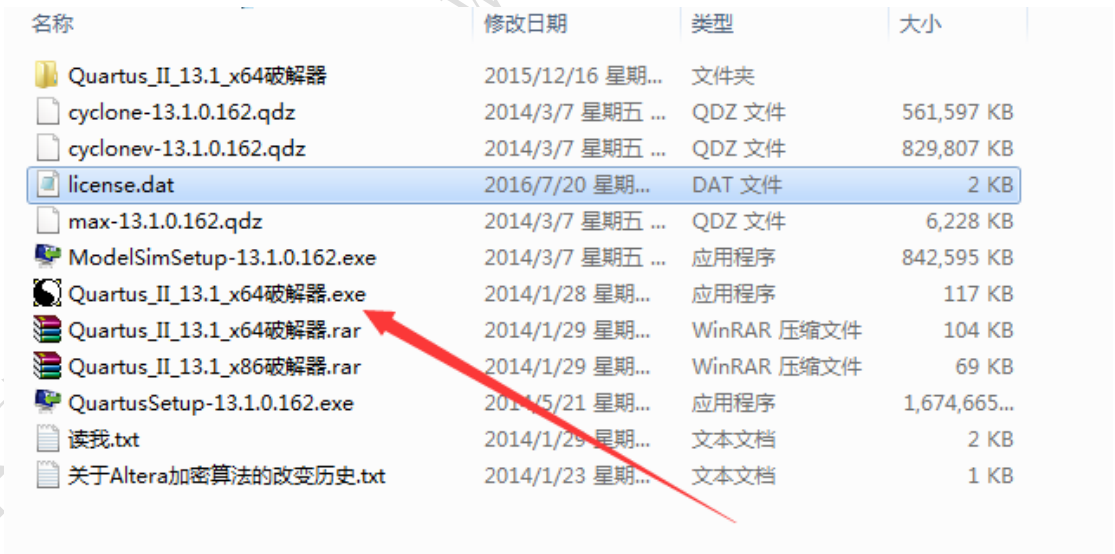 名称 修改日期 类型 大小
Quartus_II_13.1_x64破解器 2015/12/16 星期... 文件夹
cyclone-13.1.0.162.qdz 2014/3/7 星期五 ... QDZ 文件 561,597 KB
cyclonev-13.1.0.162.qdz 2014/3/7 星期五 ... QDZ 文件 829,807 KB
license.dat 2016/7/20 星期... DAT 文件 2 KB
max-13.1.0.162.qdz 2014/3/7 星期五 ... QDZ 文件 6,228 KB
ModelSimSetup-13.1.0.162.exe 2014/3/7 星期五 ... 应用程序 842,595 KB
Quartus_II_13.1_x64破解器.exe 2014/1/28 星期... 应用程序 117 KB
Quartus_II_13.1_x64破解器.rar 2014/1/29 星期... WinRAR 压缩文件 104 KB
Quartus_II_13.1_x86破解器.rar 2014/1/29 星期... WinRAR 压缩文件 69 KB
QuartusSetup-13.1.0.162.exe 2014/5/21 星期... 应用程序 1,674,665...
读我.txt 2014/1/29 星期... 文本文档 2 KB
关于Altera加密算法的改变历史.txt 2014/1/23 星期... 文本文档 1 KB